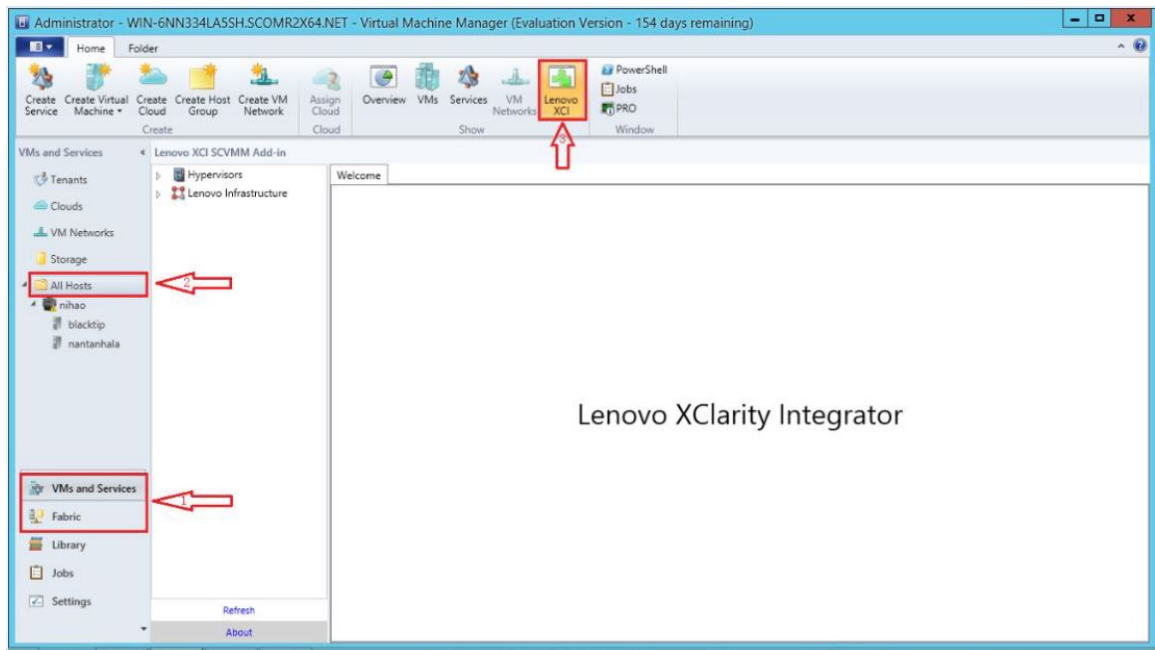 Administrator - WIN-6NN334LA5SH.SCOMR2X64.NET - Virtual Machine Manager (Evaluation Version - 154 days remaining)
Home Folder
Create Service
Create Virtual Machine
Create Cloud
Create Host Group
Create VM Network
Assign Cloud
Overview
VMs
Services
VM Networks
Lenovo XCI
PowerShell
Jobs
PRO
Create Cloud Show Window
3
VMs and Services
Lenovo XCI SCVMM Add-in
Tenants
Clouds
VM Networks
Storage
All Hosts
nihao
blacktip
nantanhala
2
Hypervisors
Lenovo Infrastructure
Welcome
Lenovo XClarity Integrator
VMs and Services
Fabric
1
Library
Jobs
Settings
Refresh
About